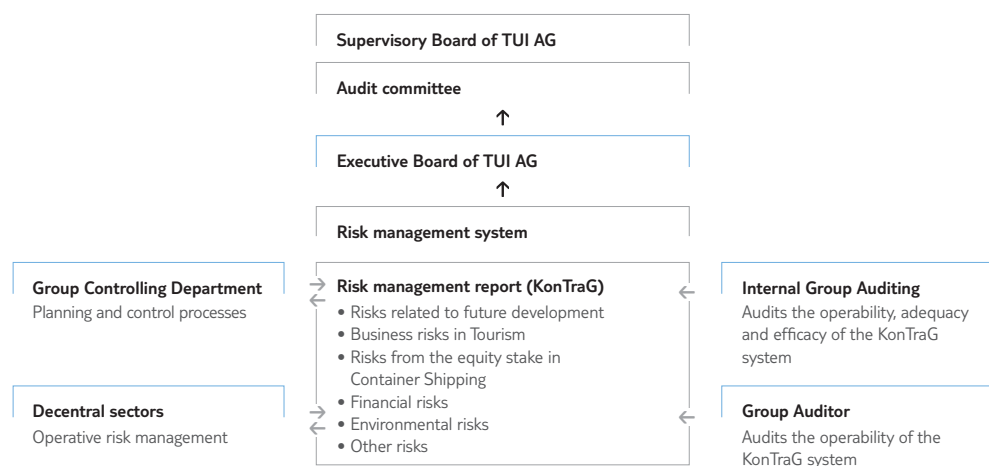 Supervisory Board of TUI AG
Audit committee
↑
Executive Board of TUI AG
↑
Risk management system
Group Controlling Department
Planning and control processes
Decentral sectors
Operative risk management
Risk management report (KonTraG)
• Risks related to future development
• Business risks in Tourism
• Risks from the equity stake in
Container Shipping
• Financial risks
• Environmental risks
• Other risks
Internal Group Auditing
Audits the operability, adequacy
and efficacy of the KonTraG
system
Group Auditor
Audits the operability of the
KonTraG system